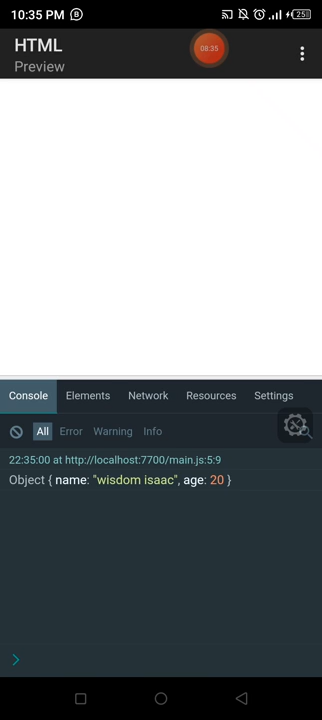 10:35 PM
25
HTML
08:35
Preview
Console Elements Network Resources Settings
All Error Warning Info
22:35:00 at http://localhost:7700/main.js:5:9
Object { name: "wisdom isaac", age: 20 }